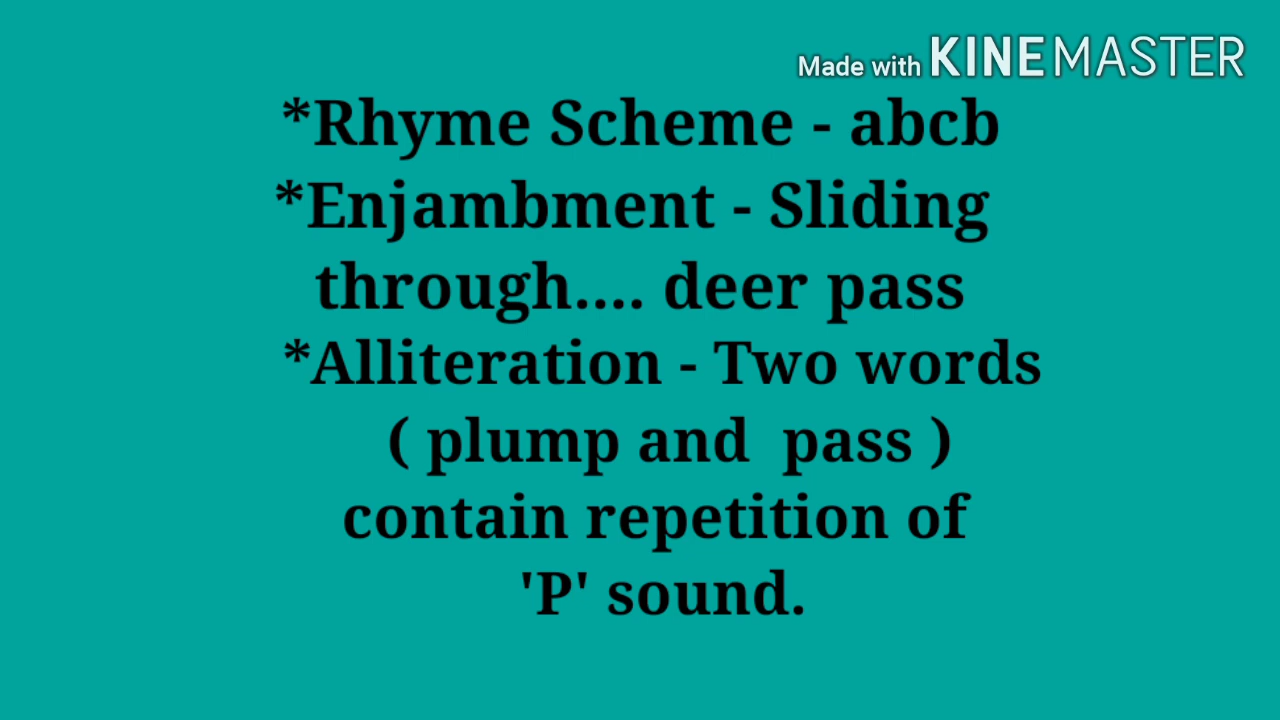 Made with KINEMASTER
*Rhyme Scheme - abcb
*Enjambment - Sliding
through.... deer pass
*Alliteration - Two words
( plump and pass )
contain repetition of
'P' sound.